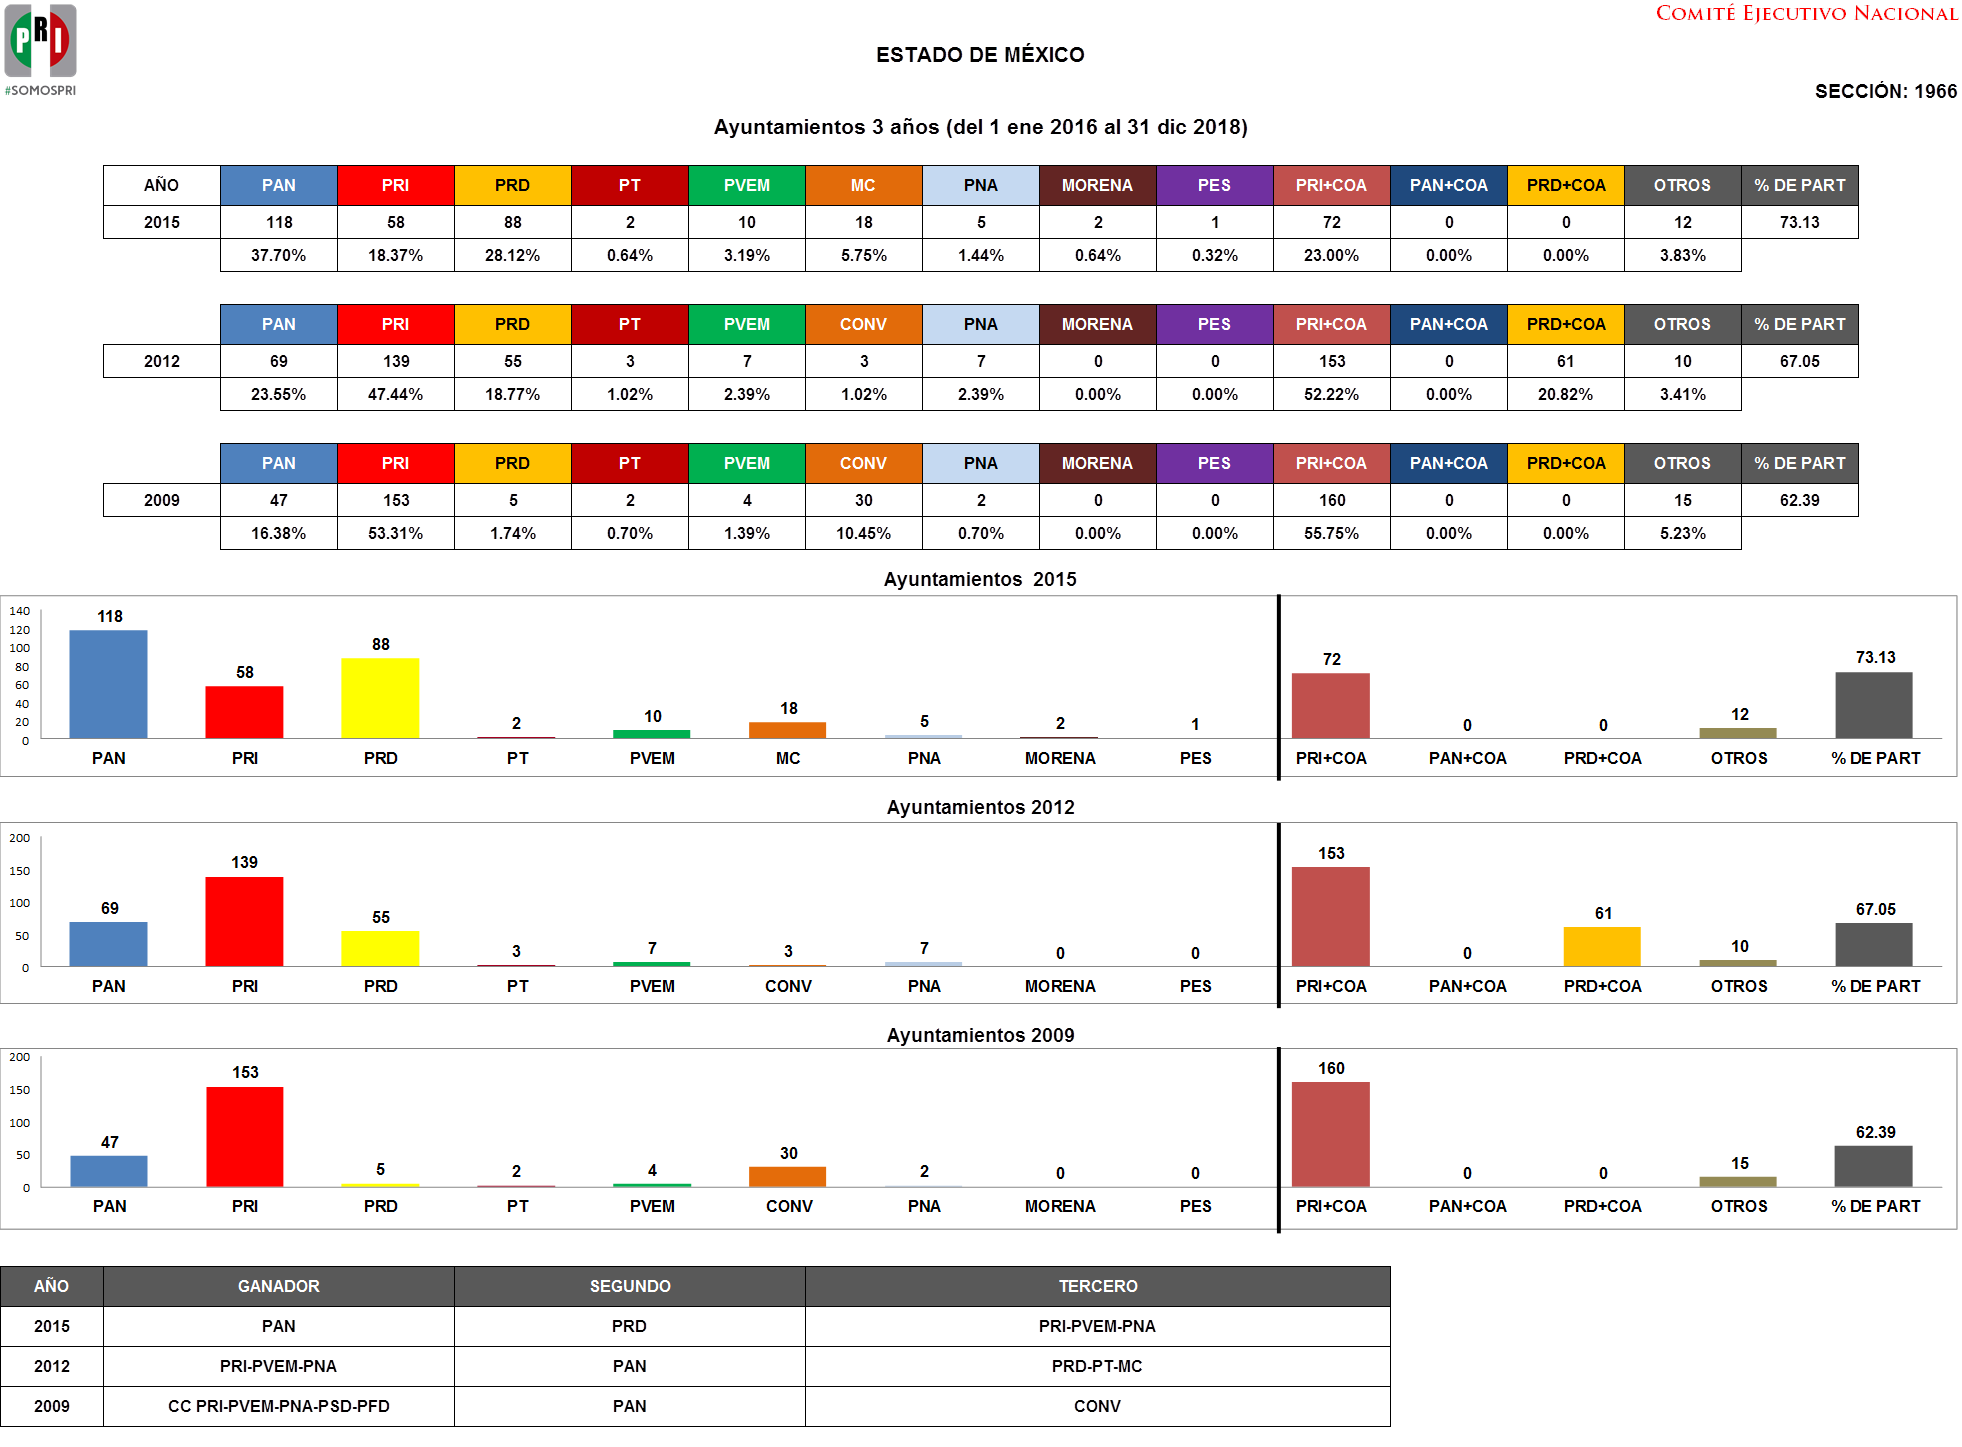 COMITÉ EJECUTIVO NACIONAL
PRI
#SOMOSPRI
ESTADO DE MÉXICO
SECCIÓN: 1966
Ayuntamientos 3 años (del 1 ene 2016 al 31 dic 2018)
AÑO PAN PRI PRD PT PVEM MC PNA MORENA PES PRI+COA PAN+COA PRD+COA OTROS % DE PART
2015 118 58 88 2 10 18 5 2 1 72 0 0 12 73.13
37.70% 18.37% 28.12% 0.64% 3.19% 5.75% 1.44% 0.64% 0.32% 23.00% 0.00% 0.00% 3.83%
PAN PRI PRD PT PVEM CONV PNA MORENA PES PRI+COA PAN+COA PRD+COA OTROS % DE PART
2012 69 139 55 3 7 3 7 0 0 153 0 61 10 67.05
23.55% 47.44% 18.77% 1.02% 2.39% 1.02% 2.39% 0.00% 0.00% 52.22% 0.00% 20.82% 3.41%
PAN PRI PRD PT PVEM CONV PNA MORENA PES PRI+COA PAN+COA PRD+COA OTROS % DE PART
2009 47 153 5 2 4 30 2 0 0 160 0 0 15 62.39
16.38% 53.31% 1.74% 0.70% 1.39% 10.45% 0.70% 0.00% 0.00% 55.75% 0.00% 0.00% 5.23%
Ayuntamientos 2015
140
120
100
80
60
40
20
0
118 58 88 2 10 18 5 2 1 72 0 0 12 73.13
PAN PRI PRD PT PVEM MC PNA MORENA PES PRI+COA PAN+COA PRD+COA OTROS % DE PART
Ayuntamientos 2012
200
150
100
50
0
69 139 55 3 7 3 7 0 0 153 0 61 10 67.05
PAN PRI PRD PT PVEM CONV PNA MORENA PES PRI+COA PAN+COA PRD+COA OTROS % DE PART
Ayuntamientos 2009
200
150
100
50
0
47 153 5 2 4 30 2 0 0 160 0 0 15 62.39
PAN PRI PRD PT PVEM CONV PNA MORENA PES PRI+COA PAN+COA PRD+COA OTROS % DE PART
AÑO GANADOR SEGUNDO TERCERO
2015 PAN PRD PRI-PVEM-PNA
2012 PRI-PVEM-PNA PAN PRD-PT-MC
2009 CC PRI-PVEM-PNA-PSD-PFD PAN CONV